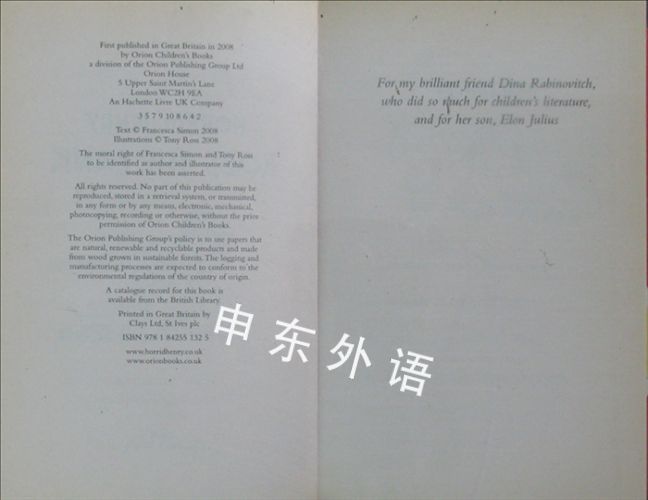 First published in Great Britain in 2008
by Orion Children's Books
a division of the Orion Publishing Group Ltd
Orion House
5 Upper Saint Martin's Lane
London WC2H 9EA
An Hachette Livre UK Company
3 5 7 9 10 8 6 4 2
Text © Francesca Simon 2008
Illustrations © Tony Ross 2008
The moral right of Francesca Simon and Tony Ross
to be identified as author and illustrator of this
work has been asserted.
All rights reserved. No part of this publication may be
reproduced, stored in a retrieval system, or transmitted,
in any form or by any means, electronic, mechanical,
photocopying, recording or otherwise, without the prior
permission of Orion Children's Books.
The Orion Publishing Group's policy is to use papers that
are natural, renewable and recyclable products and made
from wood grown in sustainable forests. The logging and
manufacturing processes are expected to conform to the
environmental regulations of the country of origin.
A catalogue record for this book is
available from the British Library.
Printed in Great Britain by
Clays Ltd, St Ives plc
ISBN 978 1 84255 132 5
www.horridhenry.co.uk
www.orionbooks.co.uk
For my brilliant friend Dina Rabinovitch,
who did so much for children's literature,
and for her son, Elon Julius
申东外语